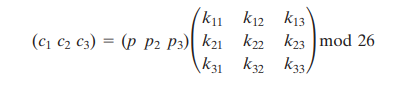 (c₁ c₂ c₃) = (p p₂ p₃)(k₁₁ k₁₂ k₁₃
k₂₁ k₂₂ k₂₃
k₃₁ k₃₂ k₃₃,) mod 26